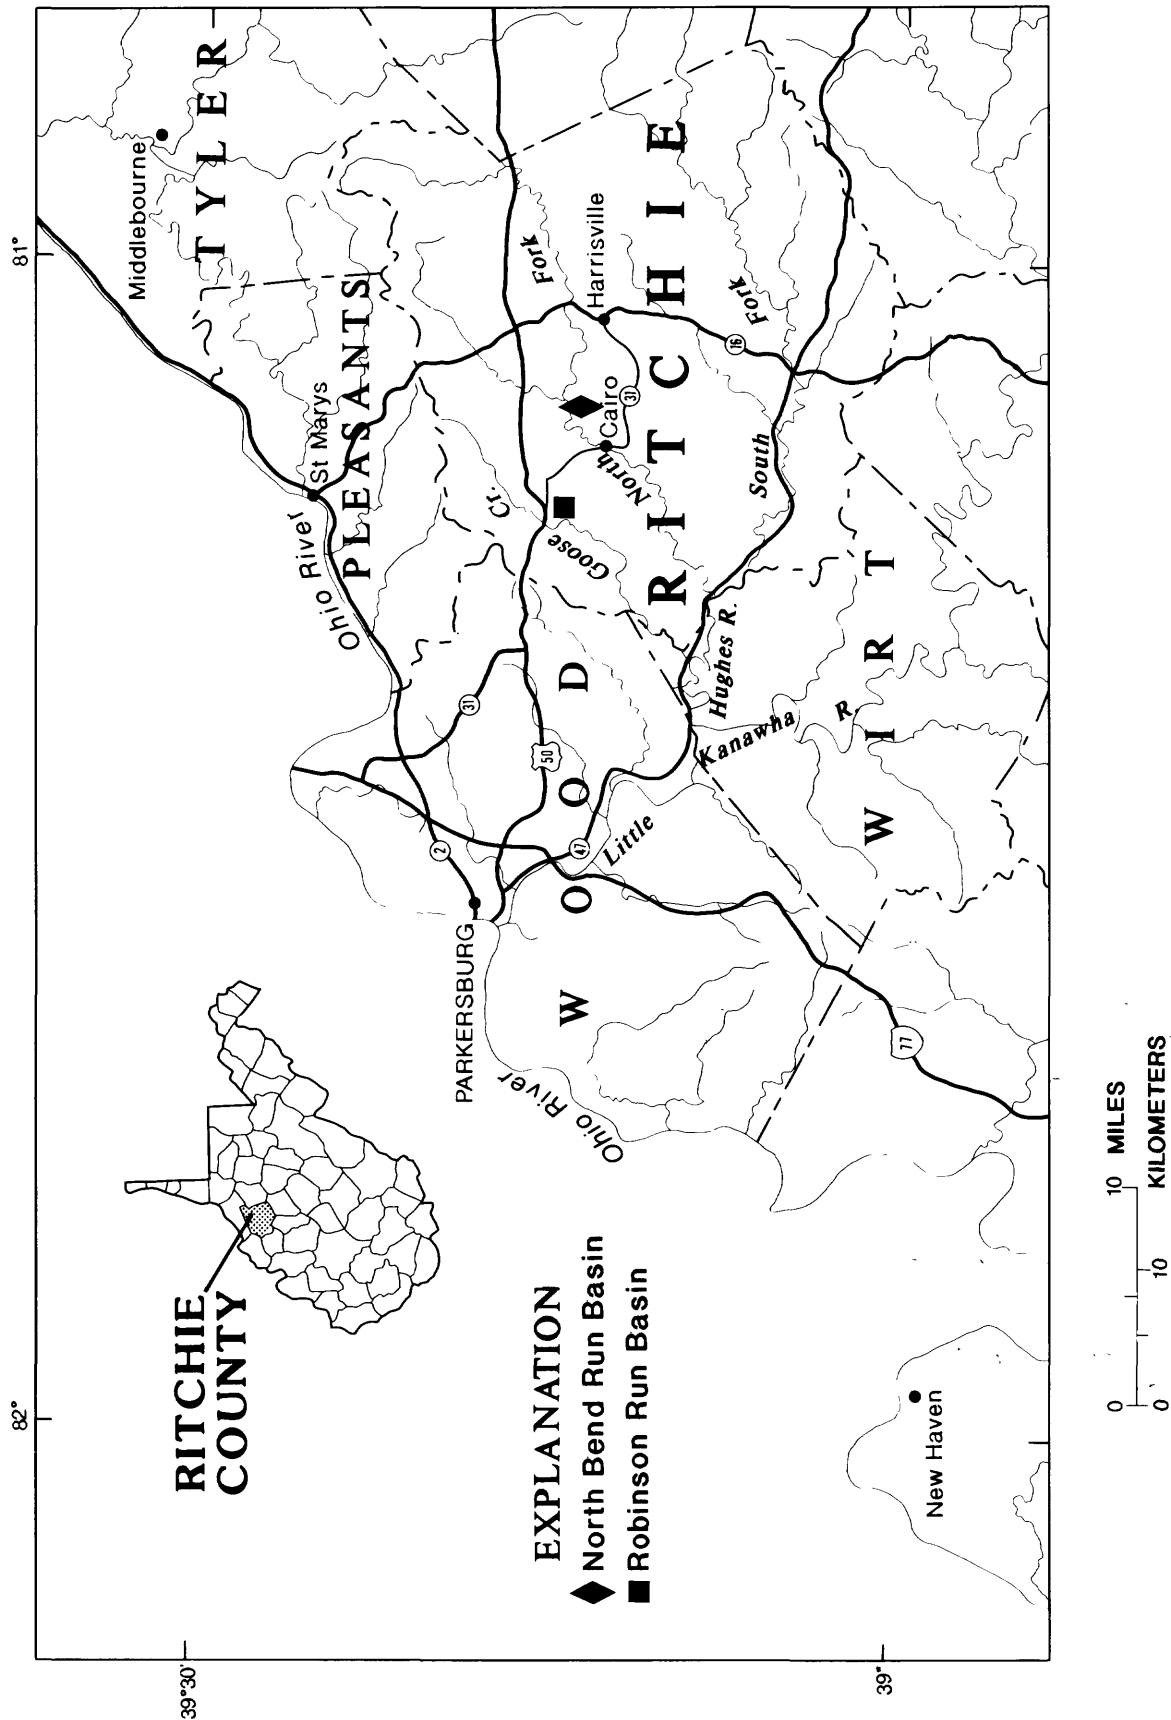 82°
81°
39°30'
39°
RITCHIE
COUNTY
EXPLANATION
North Bend Run Basin
Robinson Run Basin
Middlebourne
TYLER
St Marys
PLEASANTS
Ohio River
31
2
PARKERSBURG
50
WOOD
47
Little
Kanawha
R.
Hughes R.
Ohio River
Goose
Cr.
North
Fork
Cairo
31
Harrisville
RITCHIE
16
South
Fork
WIRT
77
New Haven
0 10 MILES
0 10 KILOMETERS